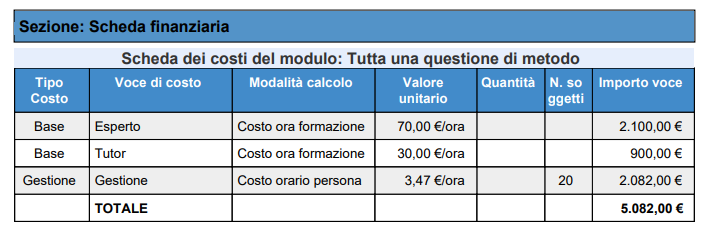 Sezione: Scheda finanziaria
Scheda dei costi del modulo: Tutta una questione di metodo
Tipo Costo Voce di costo Modalità calcolo Valore unitario Quantità N. so ggetti Importo voce
Base Esperto Costo ora formazione 70,00 €/ora 2.100,00 €
Base Tutor Costo ora formazione 30,00 €/ora 900,00 €
Gestione Gestione Costo orario persona 3,47 €/ora 20 2.082,00 €
TOTALE 5.082,00 €